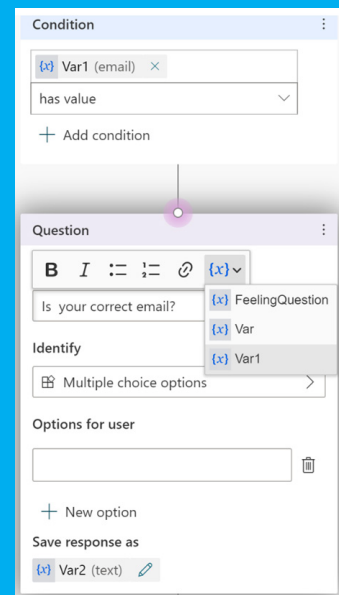 Condition
{x} Var1 (email) ×
has value
+ Add condition
Question
B I {x}
Is your correct email?
{x} FeelingQuestion
{x} Var
{x} Var1
Identify
Multiple choice options
Options for user
+ New option
Save response as
{x} Var2 (text)